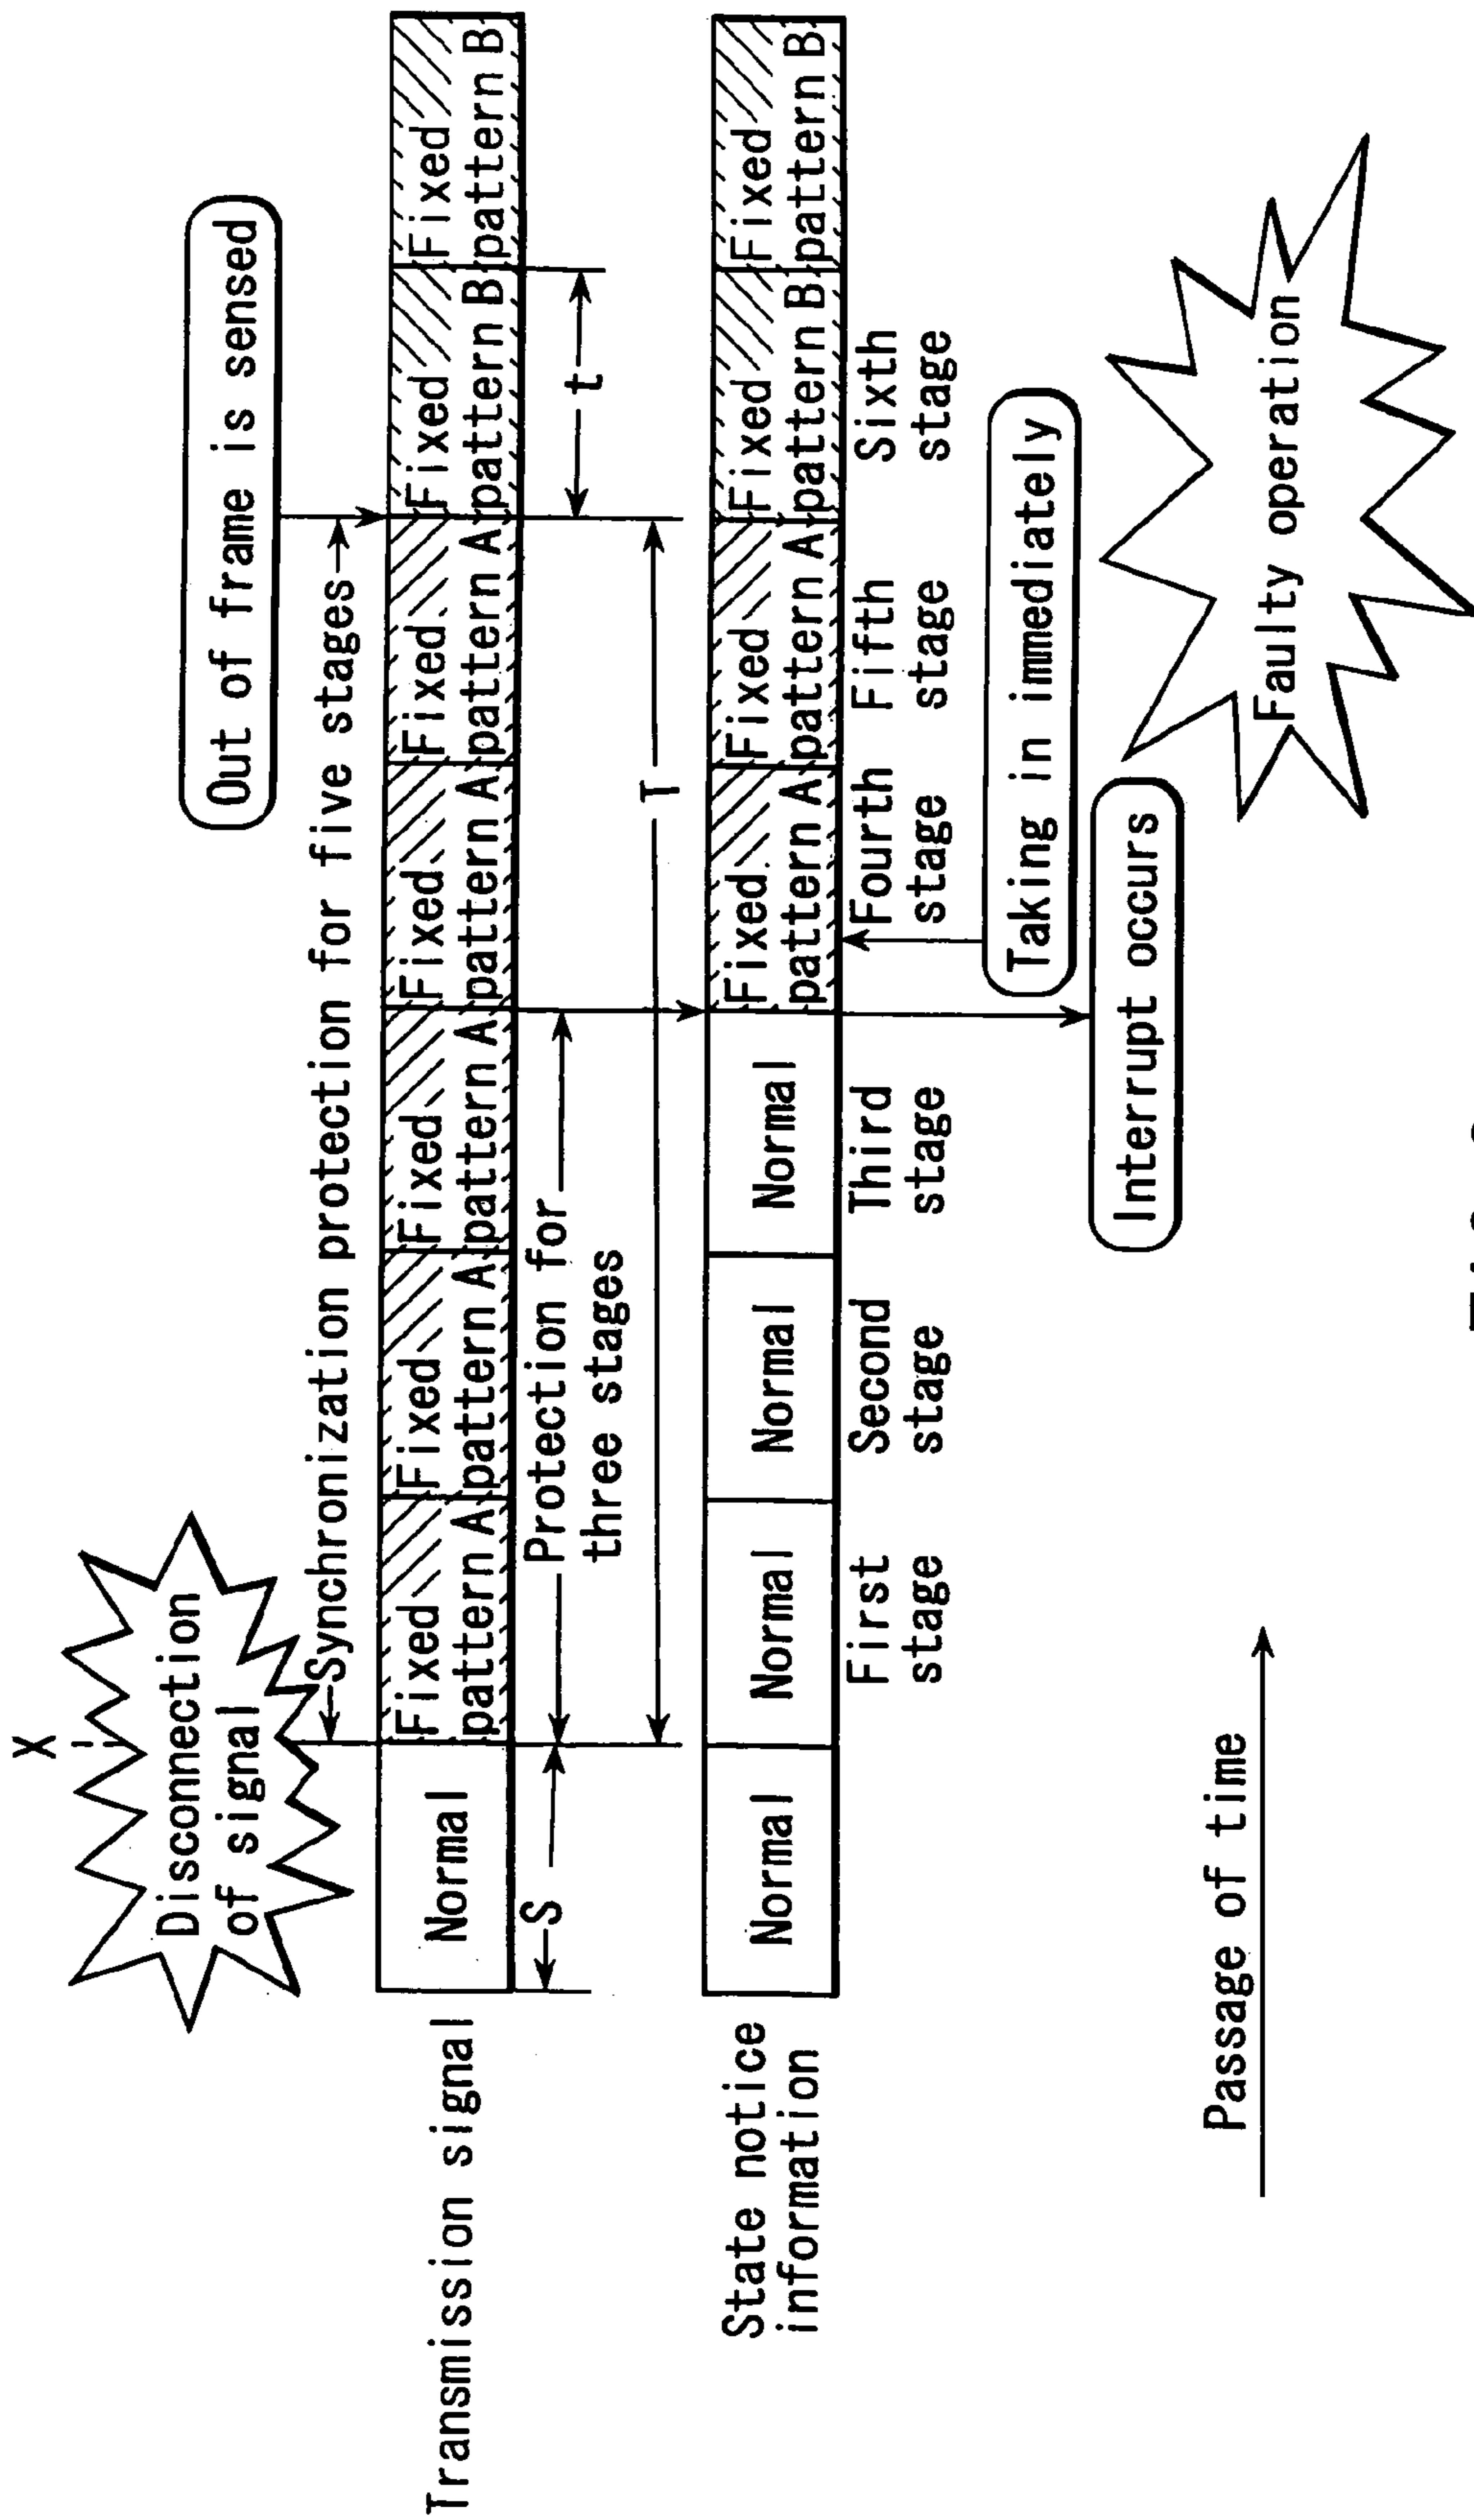 X
Disconnection
of signal
Out of frame is sensed
Synchronization protection for five stages
Transmission signal
Normal
Fixed
pattern A
Fixed
pattern A
Fixed
pattern A
Fixed
pattern A
Fixed
pattern A
Fixed
pattern B
Fixed
pattern B
S
Protection for
three stages
t
T
State notice
information
Normal
Normal
Normal
Normal
Fixed
pattern A
Fixed
pattern A
Fixed
pattern B
Fixed
pattern B
First
stage
Second
stage
Third
stage
Fourth
stage
Fifth
stage
Sixth
stage
Taking in immediately
Interrupt occurs
Faulty operation
Passage of time